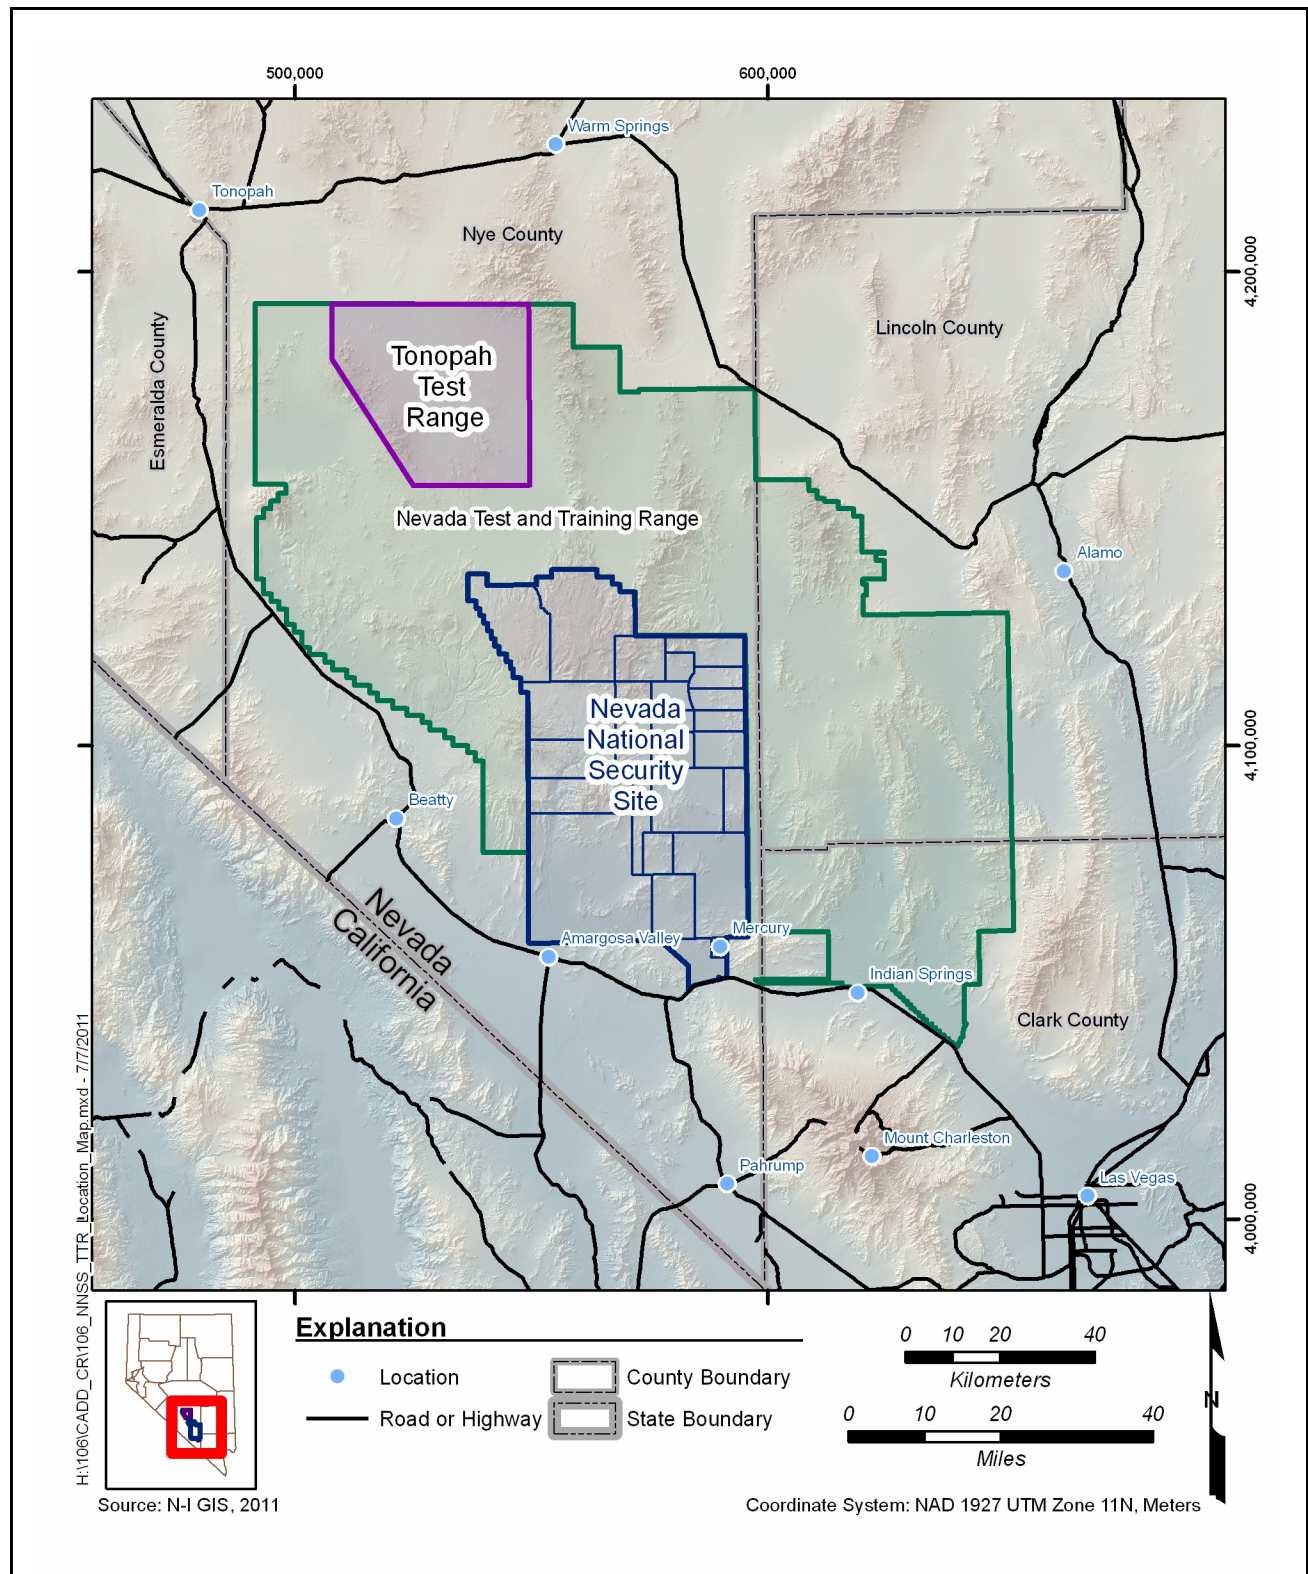 500,000
600,000
Warm Springs
Tonopah
Nye County
4,200,000
Lincoln County
Esmeralda County
Tonopah
Test
Range
Nevada Test and Training Range
Alamo
Nevada
National
Security
Site
4,100,000
Beatty
Nevada
California
Amargosa Valley
Mercury
Indian Springs
Clark County
Mount Charleston
Pahrump
Las Vegas
4,000,000
H:\106\CADD_CR\106_NNSS_TTR_Location_Map.mxd - 7/7/2011
Explanation
Location
County Boundary
Road or Highway
State Boundary
0 10 20 40
Kilometers
0 10 20 40
Miles
N
Source: N-I GIS, 2011
Coordinate System: NAD 1927 UTM Zone 11N, Meters